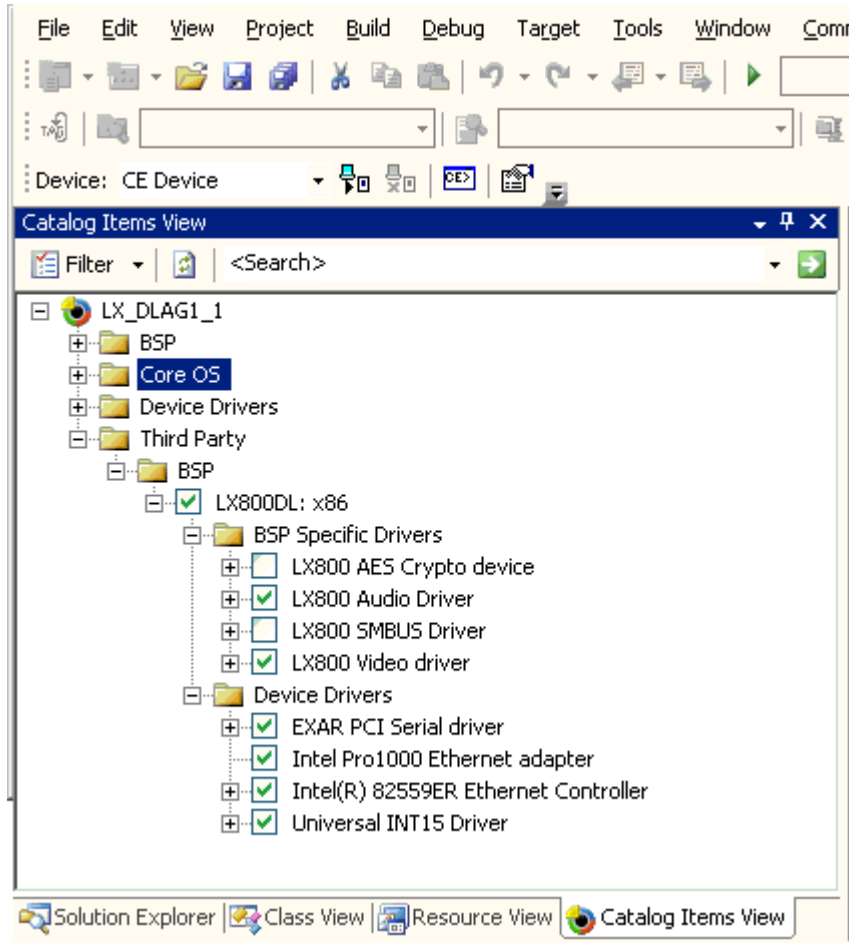 File Edit View Project Build Debug Target Tools Window Com
TAG
Device: CE Device CE>
Catalog Items View
Filter <Search>
LX_DLAG1_1
BSP
Core OS
Device Drivers
Third Party
BSP
LX800DL: x86
BSP Specific Drivers
LX800 AES Crypto device
LX800 Audio Driver
LX800 SMBUS Driver
LX800 Video driver
Device Drivers
EXAR PCI Serial driver
Intel Pro1000 Ethernet adapter
Intel(R) 82559ER Ethernet Controller
Universal INT15 Driver
Solution Explorer Class View Resource View Catalog Items View